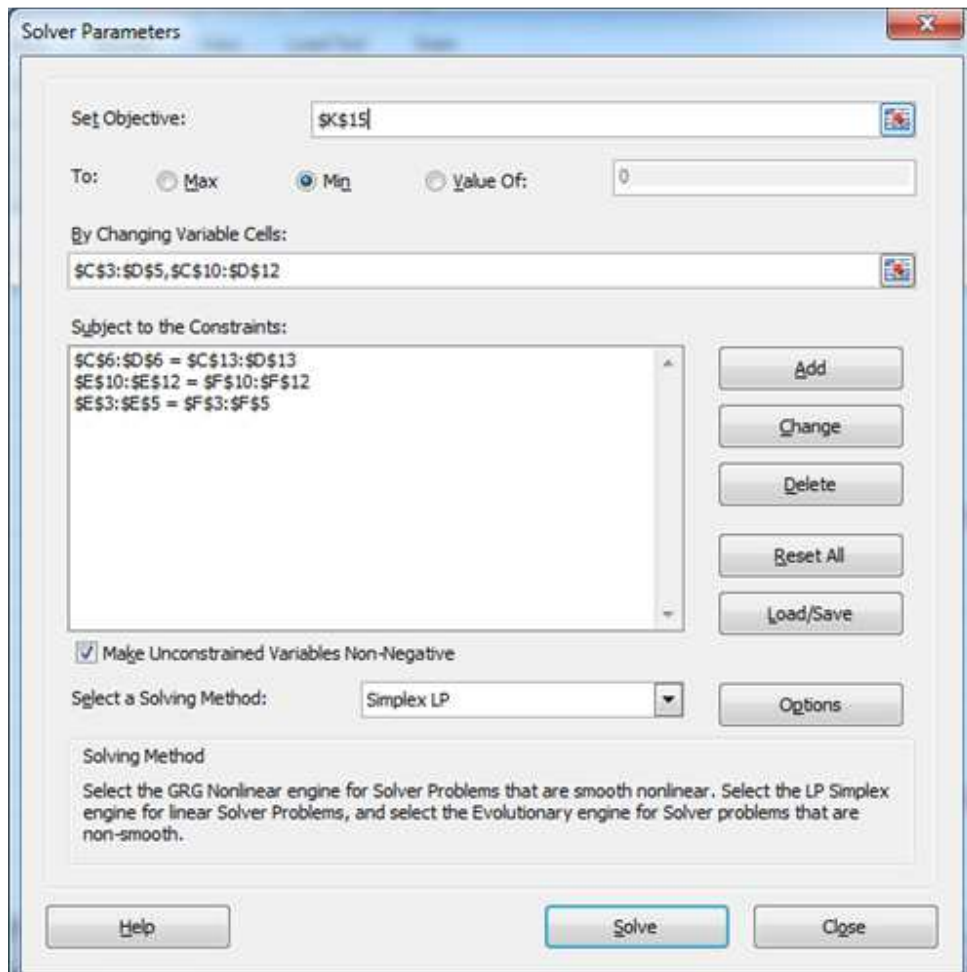 Solver Parameters
Set Objective:
$K$15
To:
Max
Min
Value Of:
0
By Changing Variable Cells:
$C$3:$D$5,$C$10:$D$12
Subject to the Constraints:
$C$6:$D$6 = $C$13:$D$13
$E$10:$E$12 = $F$10:$F$12
$E$3:$E$5 = $F$3:$F$5
Add
Change
Delete
Reset All
Load/Save
Make Unconstrained Variables Non-Negative
Select a Solving Method:
Simplex LP
Options
Solving Method
Select the GRG Nonlinear engine for Solver Problems that are smooth nonlinear. Select the LP Simplex
engine for linear Solver Problems, and select the Evolutionary engine for Solver problems that are
non-smooth.
Help
Solve
Close